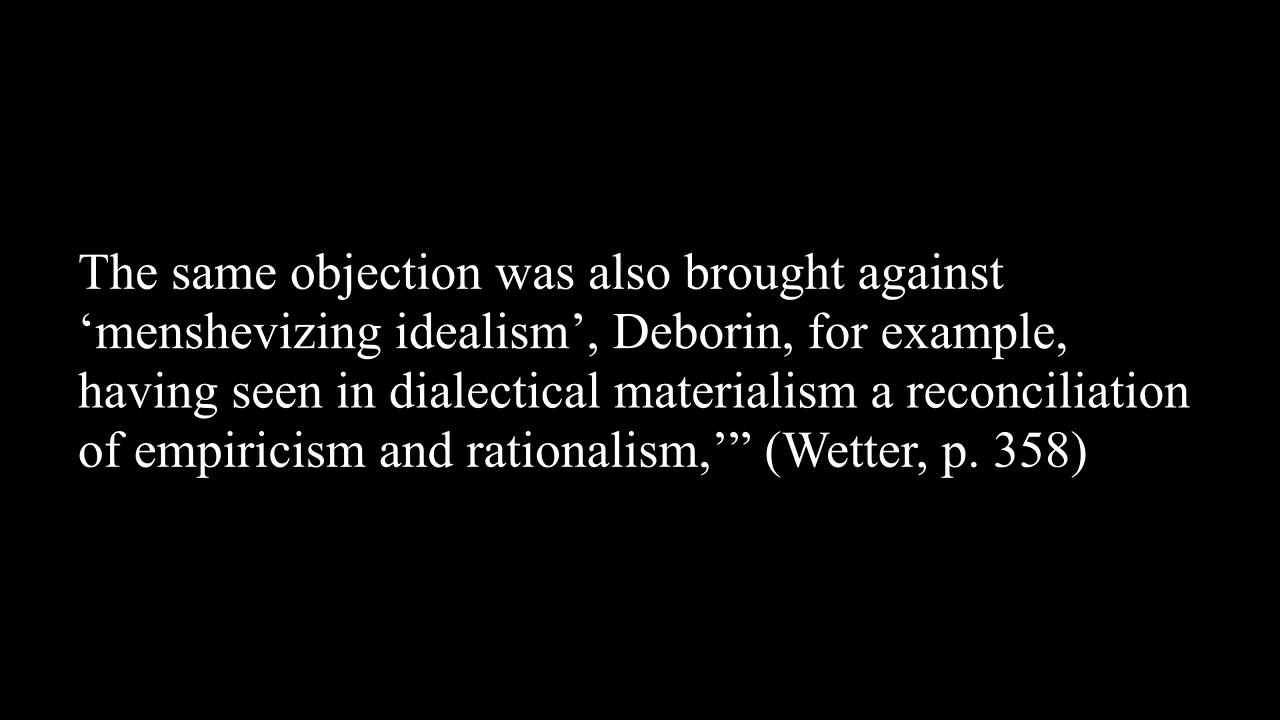 The same objection was also brought against
‘menshevizing idealism’, Deborin, for example,
having seen in dialectical materialism a reconciliation
of empiricism and rationalism,’” (Wetter, p. 358)